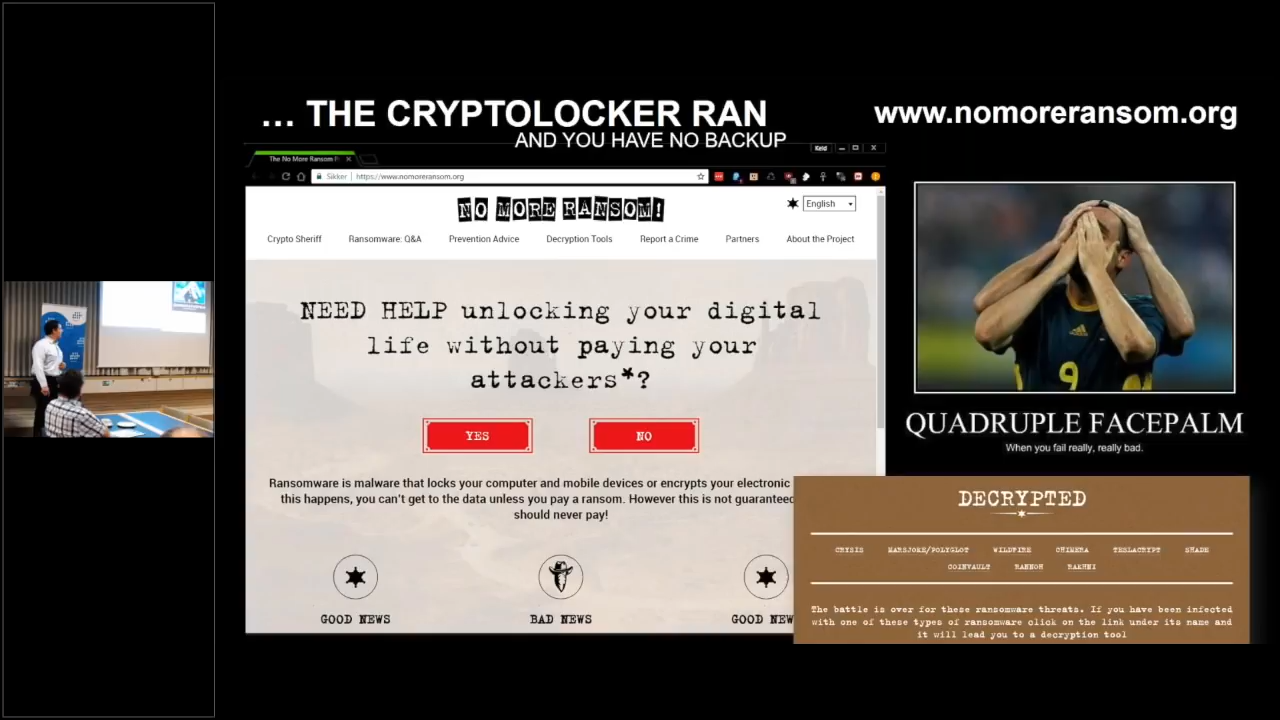 ... THE CRYPTOLOCKER RAN
AND YOU HAVE NO BACKUP
www.nomoreransom.org
Keld
The No More Ransom P
Sikker
https://www.nomoreransom.org
NO MORE RANSOM!
English
Crypto Sheriff
Ransomware: Q&A
Prevention Advice
Decryption Tools
Report a Crime
Partners
About the Project
NEED HELP unlocking your digital
life without paying your
attackers*?
YES
NO
Ransomware is malware that locks your computer and mobile devices or encrypts your electronic
this happens, you can't get to the data unless you pay a ransom. However this is not guaranteed
should never pay!
GOOD NEWS
BAD NEWS
GOOD NEW
9
QUADRUPLE FACEPALM
When you fail really, really bad.
DECRYPTED
CRYSIS MARSJOKE/POLYGLOT WILDFIRE CHIMERA TESLACRYPT SHADE
COINVAULT RANNOH RAKHNI
The battle is over for these ransomware threats. If you have been infected
with one of these types of ransomware click on the link under its name and
it will lead you to a decryption tool